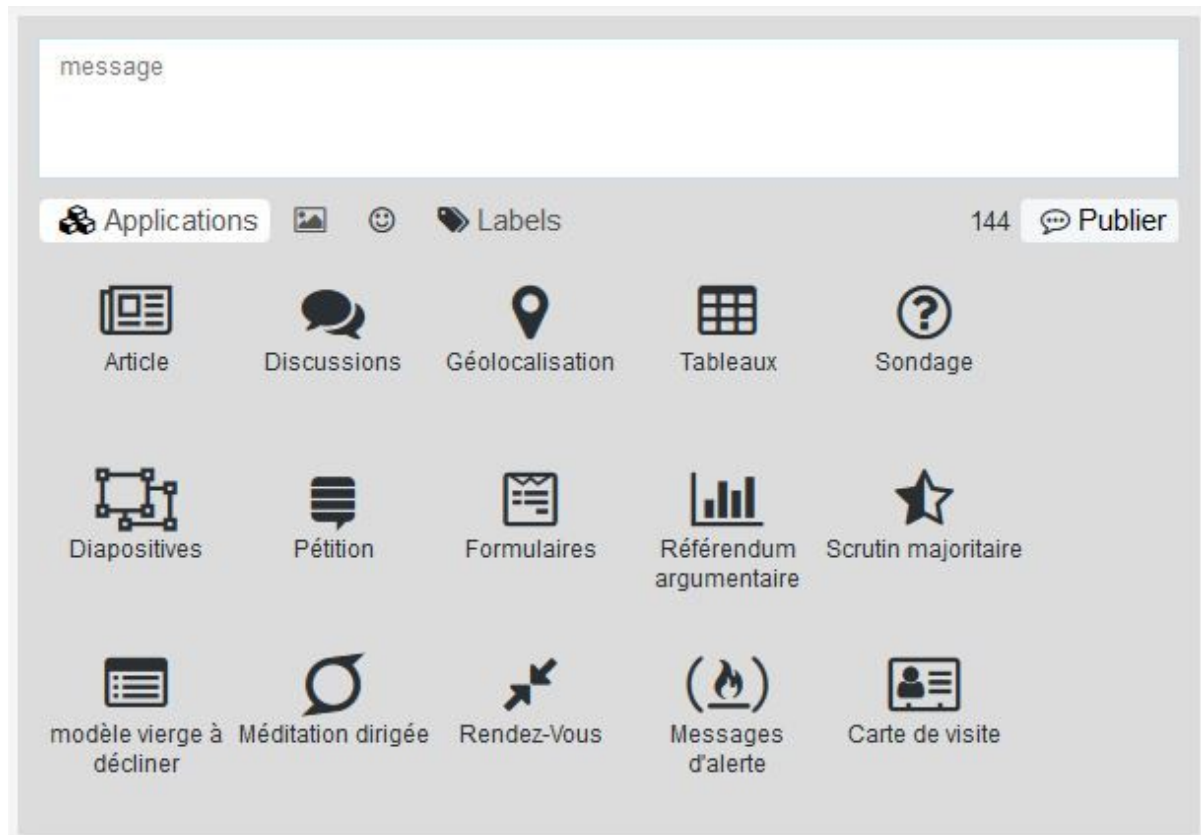 message
Applications Labels 144 Publier
Article Discussions Géolocalisation Tableaux Sondage
Diapositives Pétition Formulaires Référendum argumentaire Scrutin majoritaire
modèle vierge à décliner Méditation dirigée Rendez-Vous Messages d'alerte Carte de visite